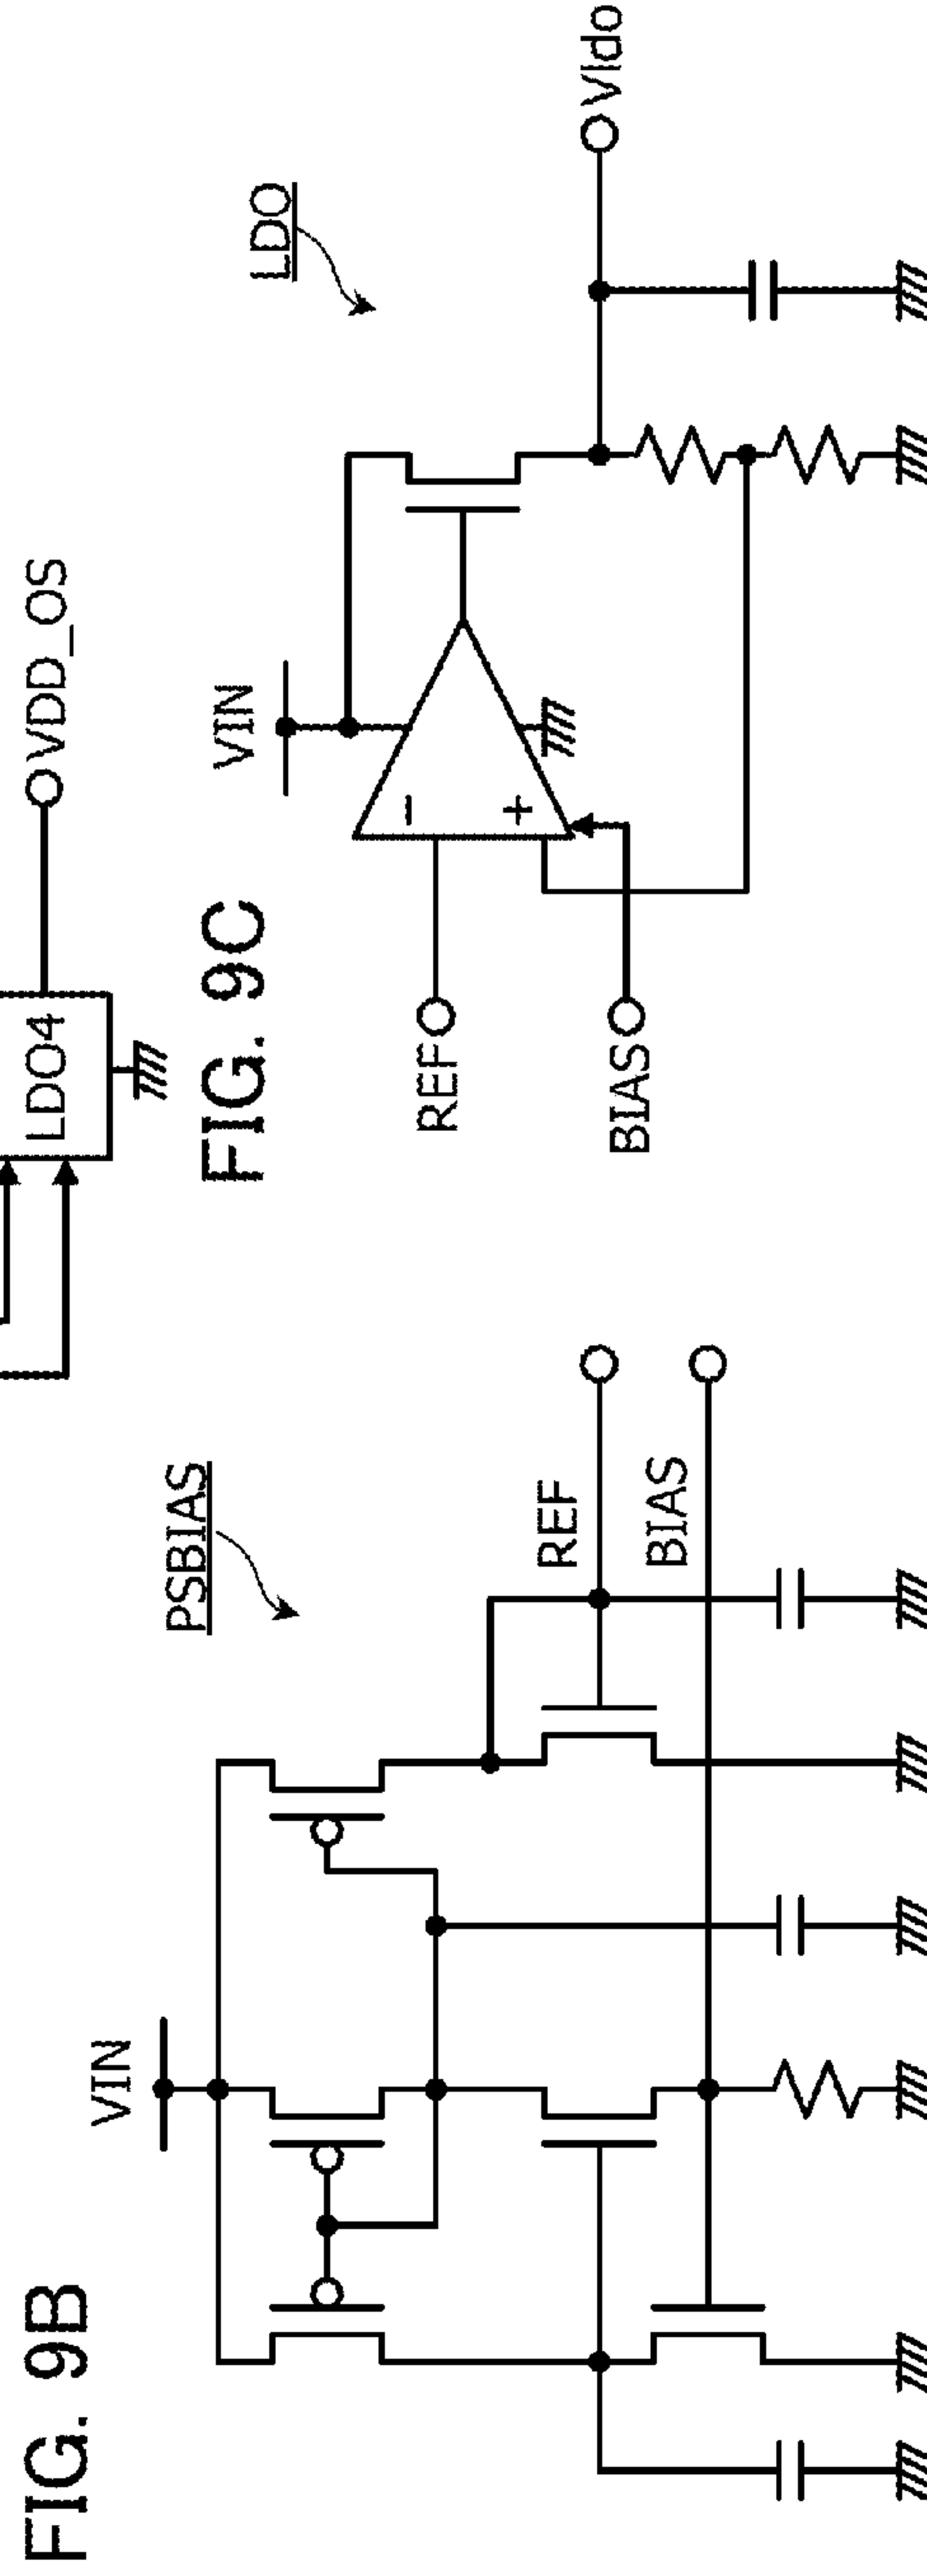 LDO4
VDD_OS
FIG. 9B
PSBIAS
VIN
REF
BIAS
FIG. 9C
LDO
VIN
REF
BIAS
−
+
Vldo